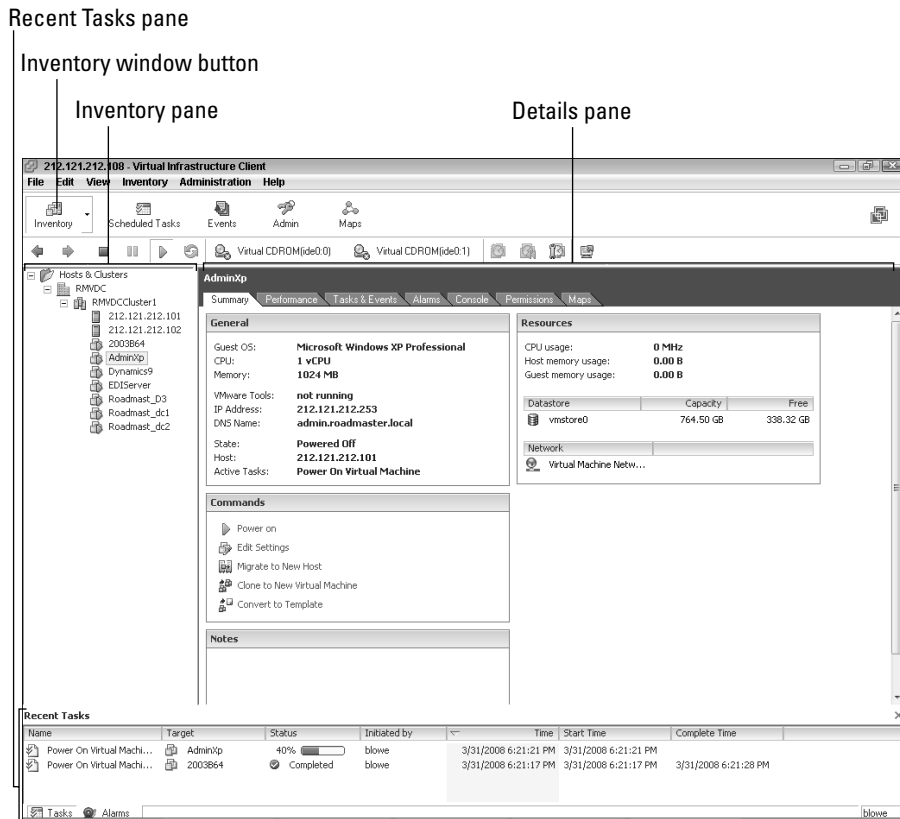 Recent Tasks pane
Inventory window button
Inventory pane
Details pane
212.121.212.108 - Virtual Infrastructure Client
File Edit View Inventory Administration Help
Inventory Scheduled Tasks Events Admin Maps
Virtual CDROM(ide0:0) Virtual CDROM(ide0:1)
Hosts & Clusters
RMVDC
RMVDCCluster1
212.121.212.101
212.121.212.102
2003B64
AdminXp
Dynamics9
EDIServer
Roadmast_D3
Roadmast_dc1
Roadmast_dc2
AdminXp
Summary Performance Tasks & Events Alarms Console Permissions Maps
General
Guest OS: Microsoft Windows XP Professional
CPU: 1 vCPU
Memory: 1024 MB
VMware Tools: not running
IP Address: 212.121.212.253
DNS Name: admin.roadmaster.local
State: Powered Off
Host: 212.121.212.101
Active Tasks: Power On Virtual Machine
Commands
Power on
Edit Settings
Migrate to New Host
Clone to New Virtual Machine
Convert to Template
Notes
Resources
CPU usage: 0 MHz
Host memory usage: 0.00 B
Guest memory usage: 0.00 B
Datastore Capacity Free
vmstore0 764.50 GB 338.32 GB
Network
Virtual Machine Netw...
Recent Tasks
Name Target Status Initiated by Time Start Time Complete Time
Power On Virtual Machi... AdminXp 40% blowe 3/31/2008 6:21:21 PM 3/31/2008 6:21:21 PM
Power On Virtual Machi... 2003B64 Completed blowe 3/31/2008 6:21:17 PM 3/31/2008 6:21:17 PM 3/31/2008 6:21:28 PM
Tasks Alarms blowe